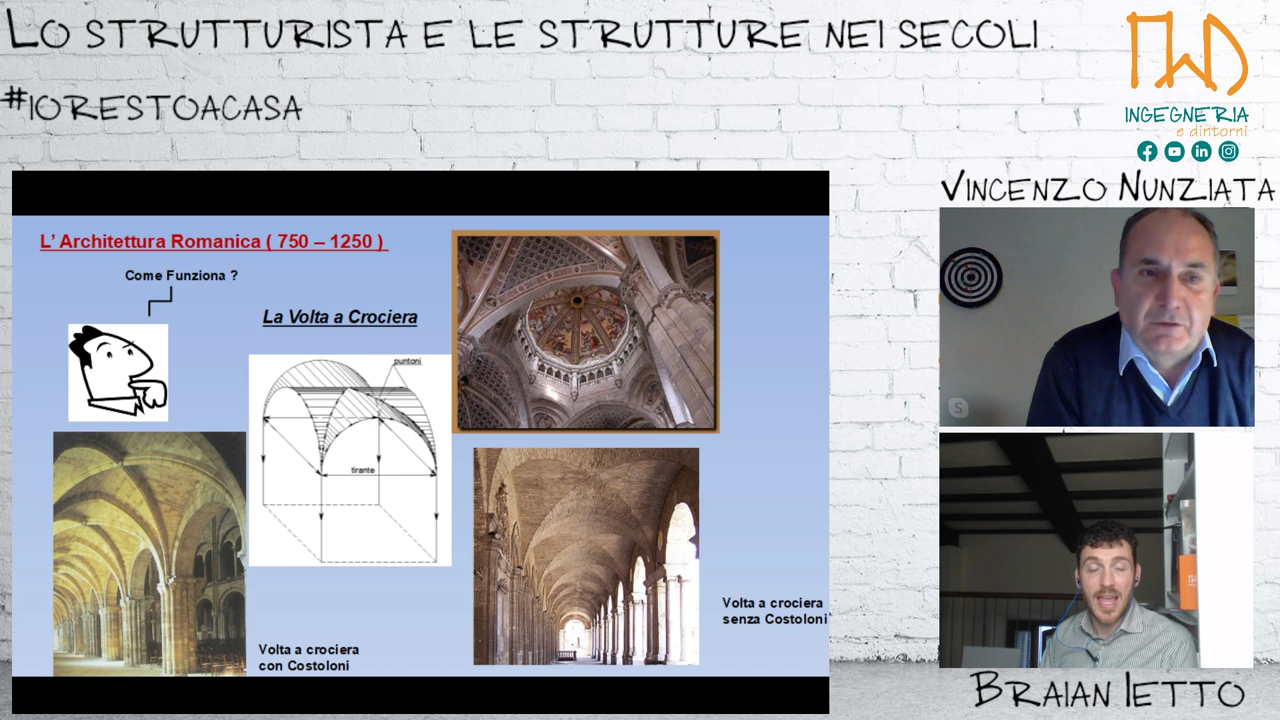 LO STRUTTURISTA E LE STRUTTURE NEI SECOLI
#IORESTOACASA
INGEGNERIA
e dintorni
VINCENZO NUNZIATA
L' Architettura Romanica ( 750 – 1250 )
Come Funziona ?
La Volta a Crociera
puntoni
tirante
Volta a crociera
senza Costoloni
Volta a crociera
con Costoloni
S
BRAIAN IETTO